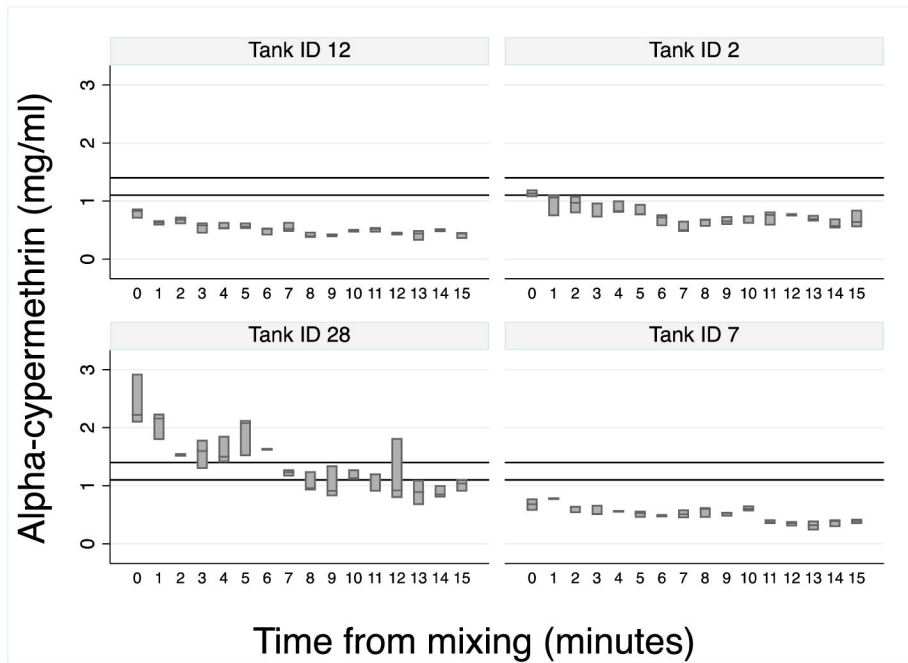 Alpha-cypermethrin (mg/ml)
Tank ID 12
Tank ID 2
3
2
1
0
0 1 2 3 4 5 6 7 8 9 10 11 12 13 14 15
0 1 2 3 4 5 6 7 8 9 10 11 12 13 14 15
Tank ID 28
Tank ID 7
3
2
1
0
0 1 2 3 4 5 6 7 8 9 10 11 12 13 14 15
0 1 2 3 4 5 6 7 8 9 10 11 12 13 14 15
Time from mixing (minutes)